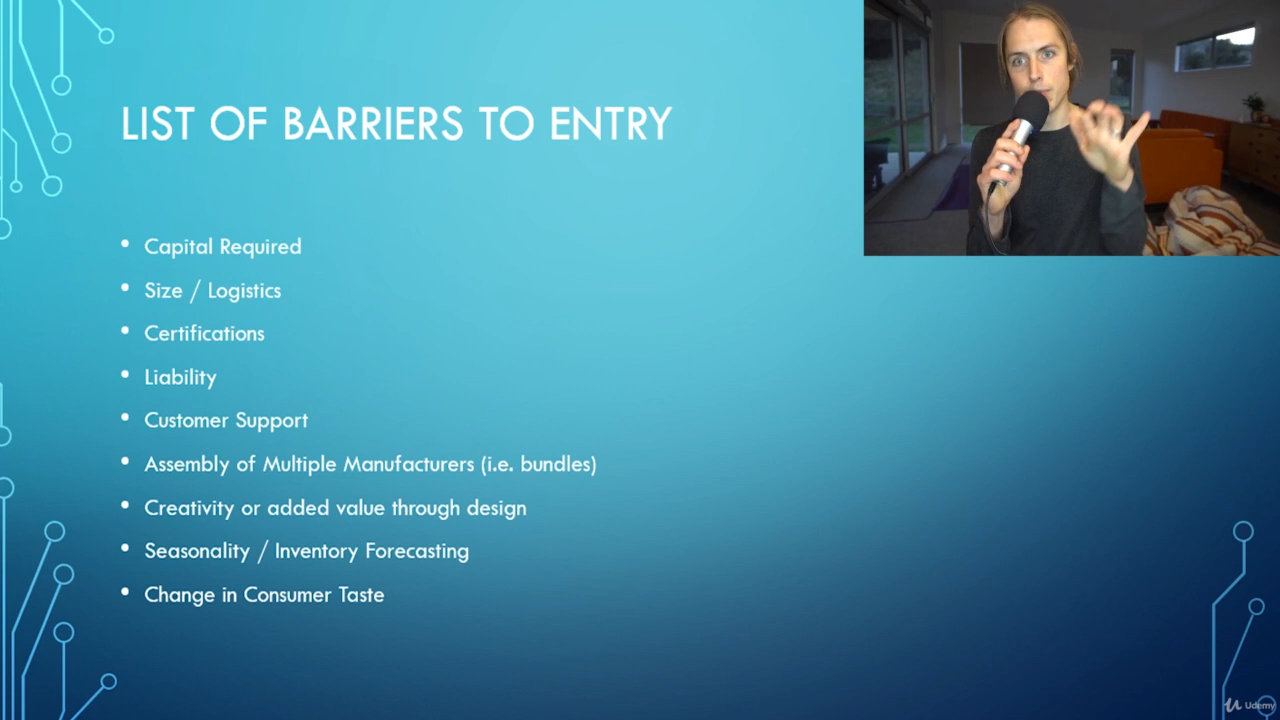 LIST OF BARRIERS TO ENTRY
Capital Required
Size / Logistics
Certifications
Liability
Customer Support
Assembly of Multiple Manufacturers (i.e. bundles)
Creativity or added value through design
Seasonality / Inventory Forecasting
Change in Consumer Taste
Udemy